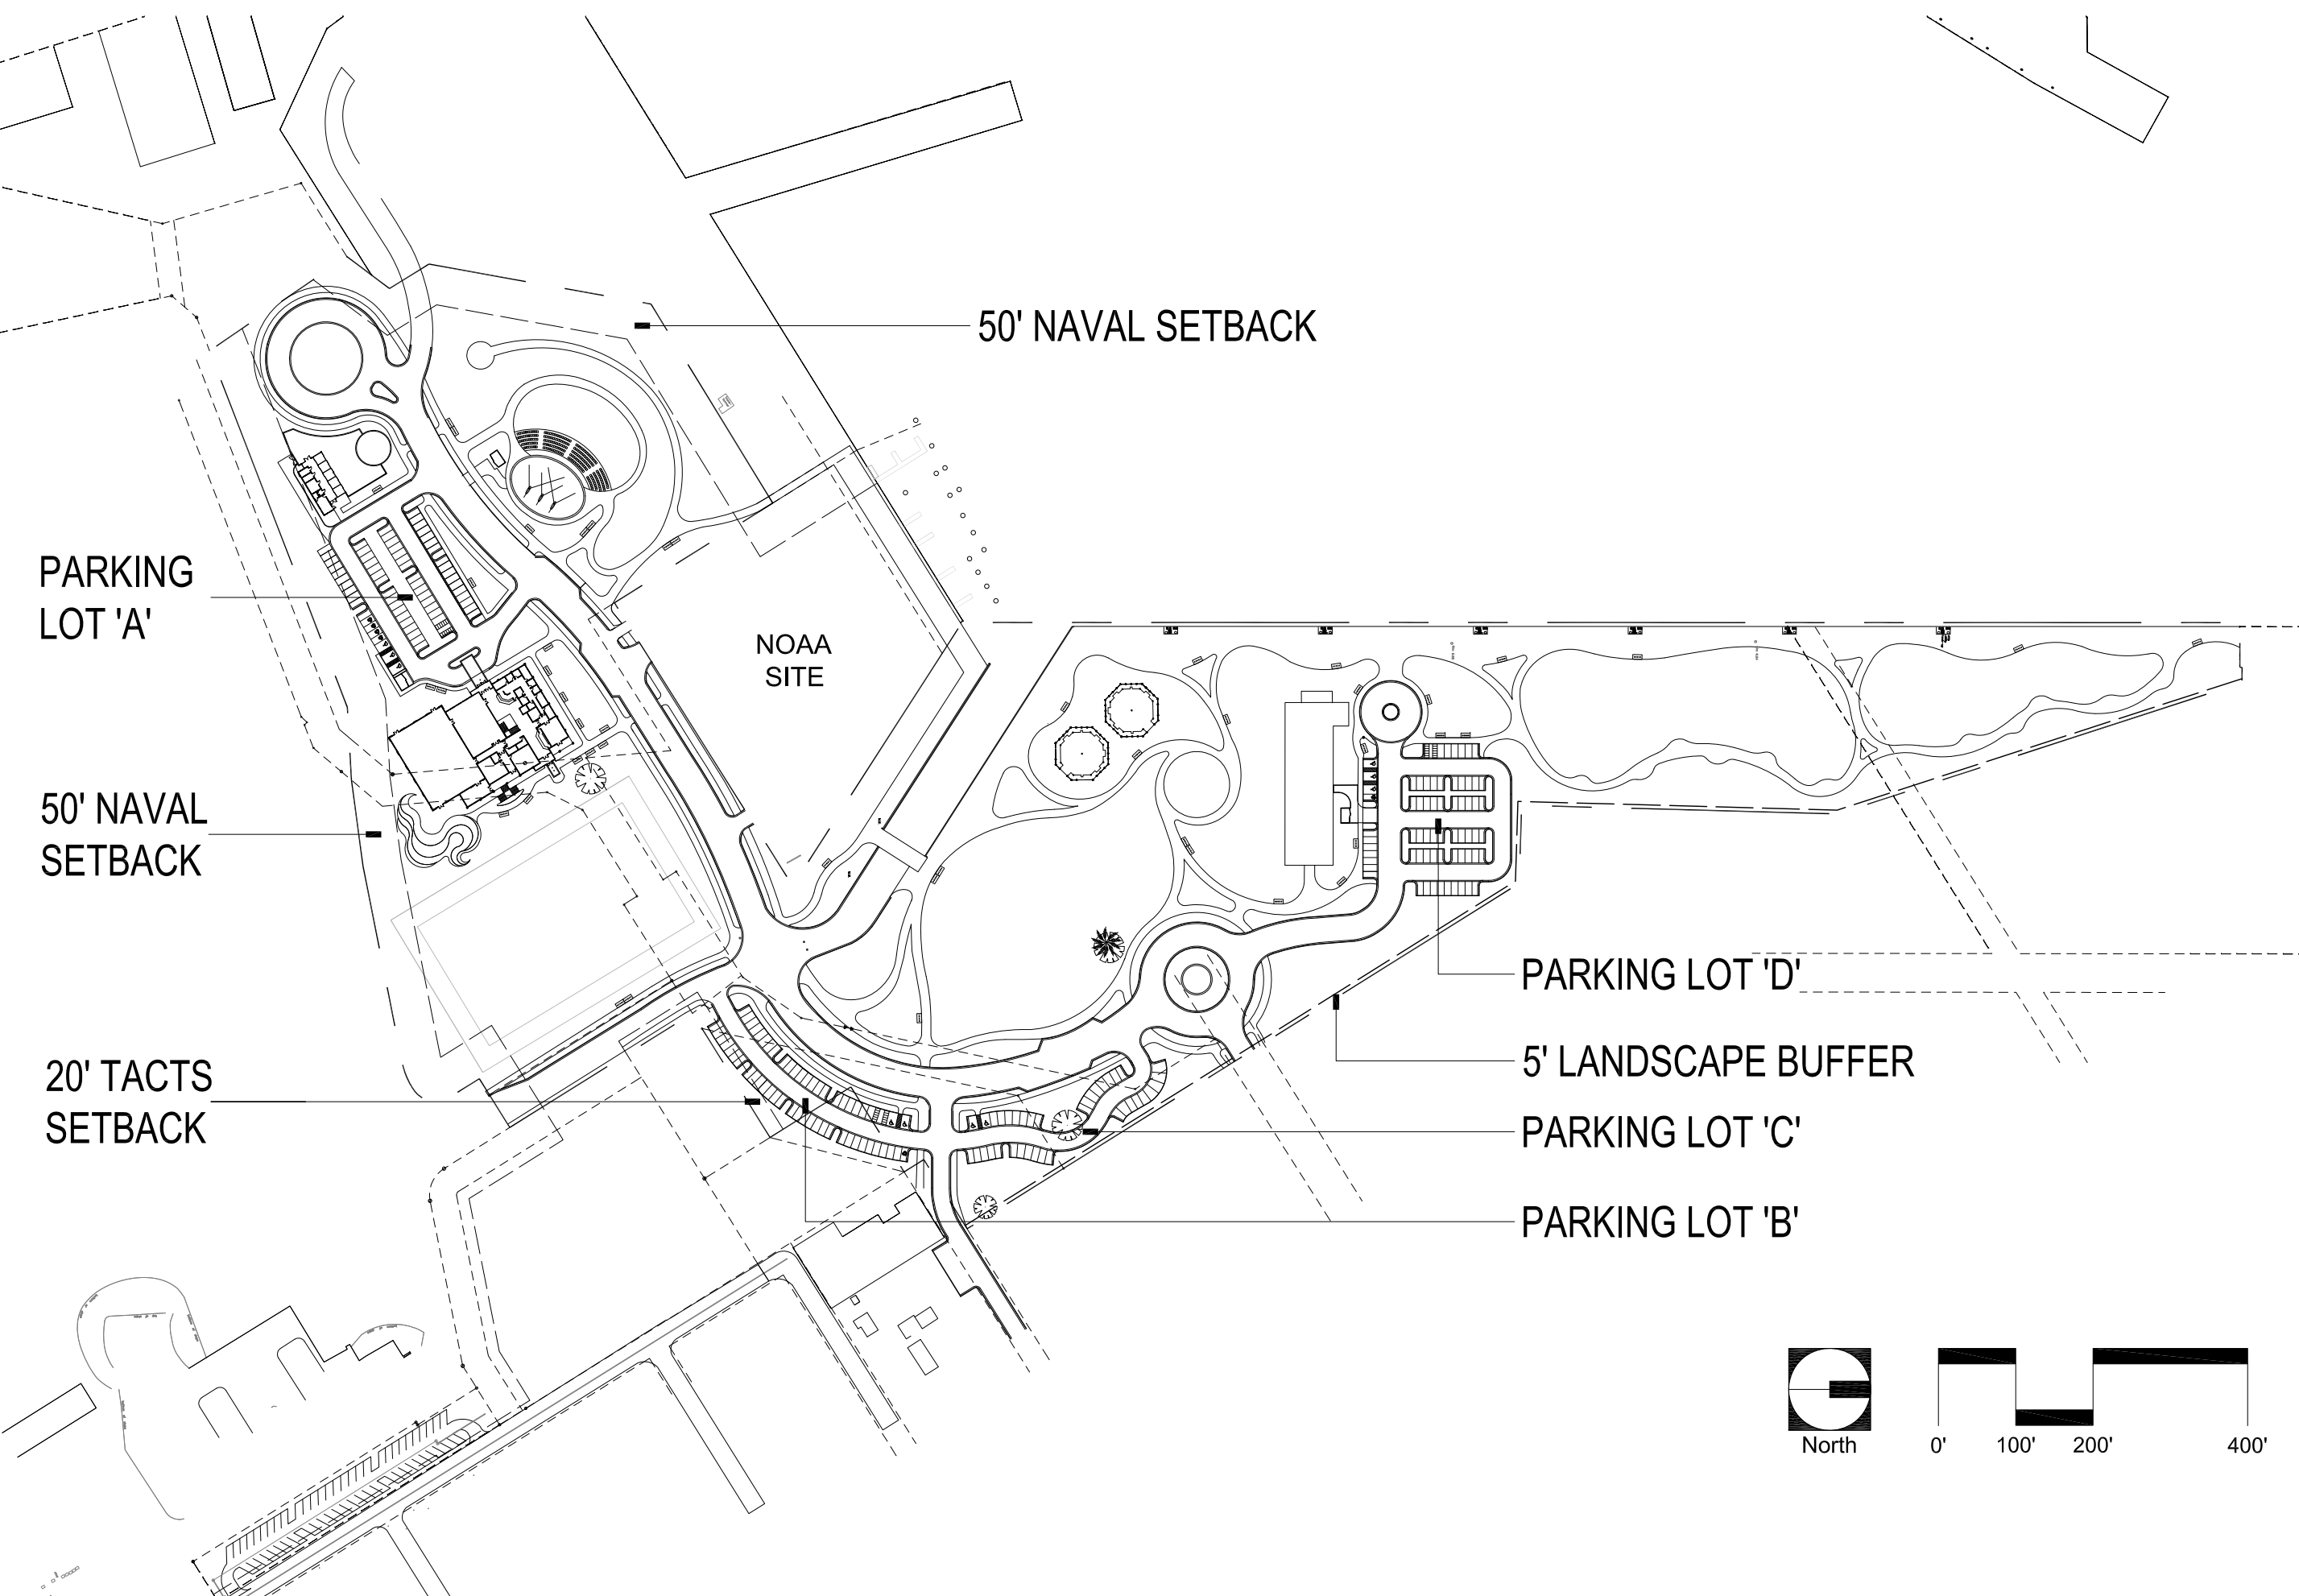 50' NAVAL SETBACK
PARKING
LOT 'A'
NOAA
SITE
50' NAVAL
SETBACK
PARKING LOT 'D'
20' TACTS
SETBACK
5' LANDSCAPE BUFFER
PARKING LOT 'C'
PARKING LOT 'B'
North
0' 100' 200' 400'